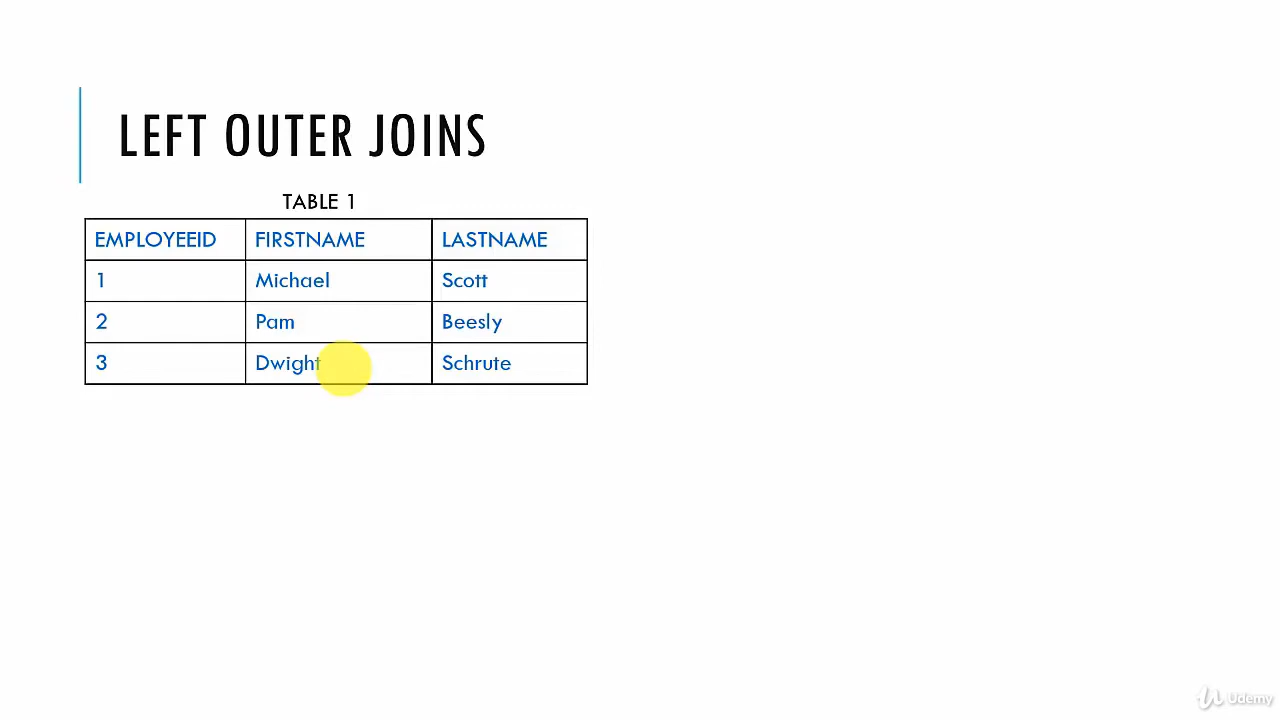 LEFT OUTER JOINS
TABLE 1
EMPLOYEEID FIRSTNAME LASTNAME
1 Michael Scott
2 Pam Beesly
3 Dwight Schrute
Udemy